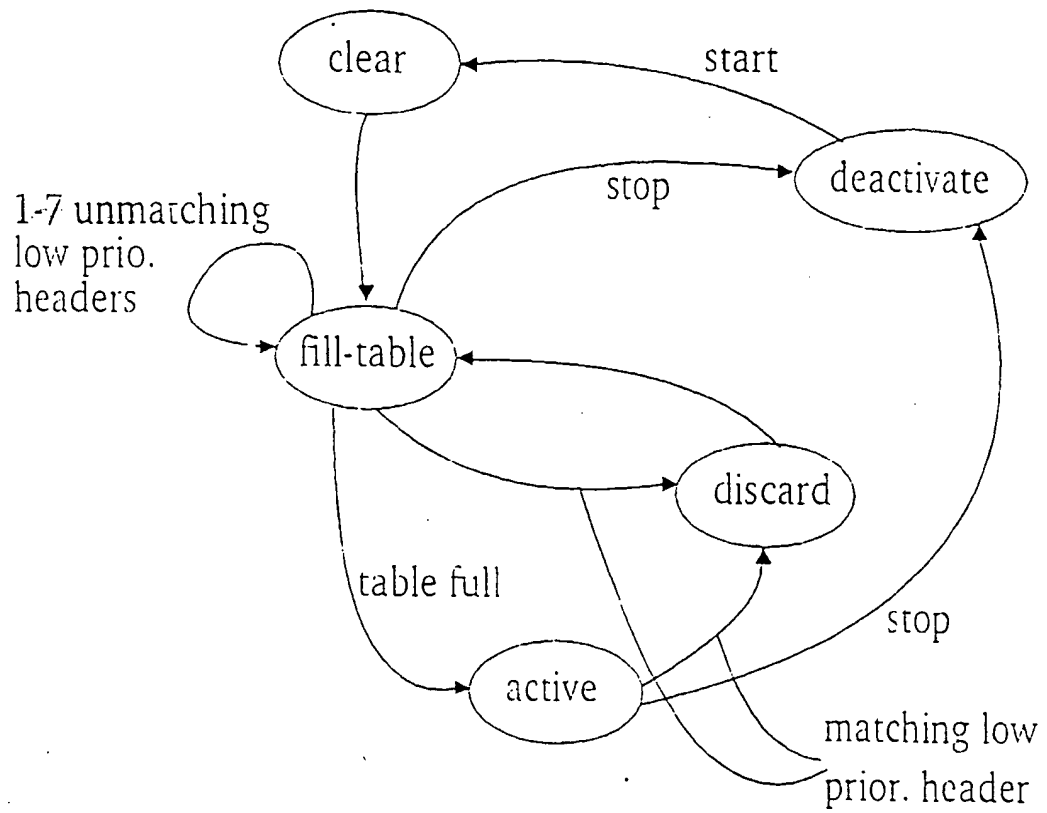 clear
start
deactivate
stop
1-7 unmatching
low prio.
headers
fill-table
discard
table full
stop
active
matching low
prior. header